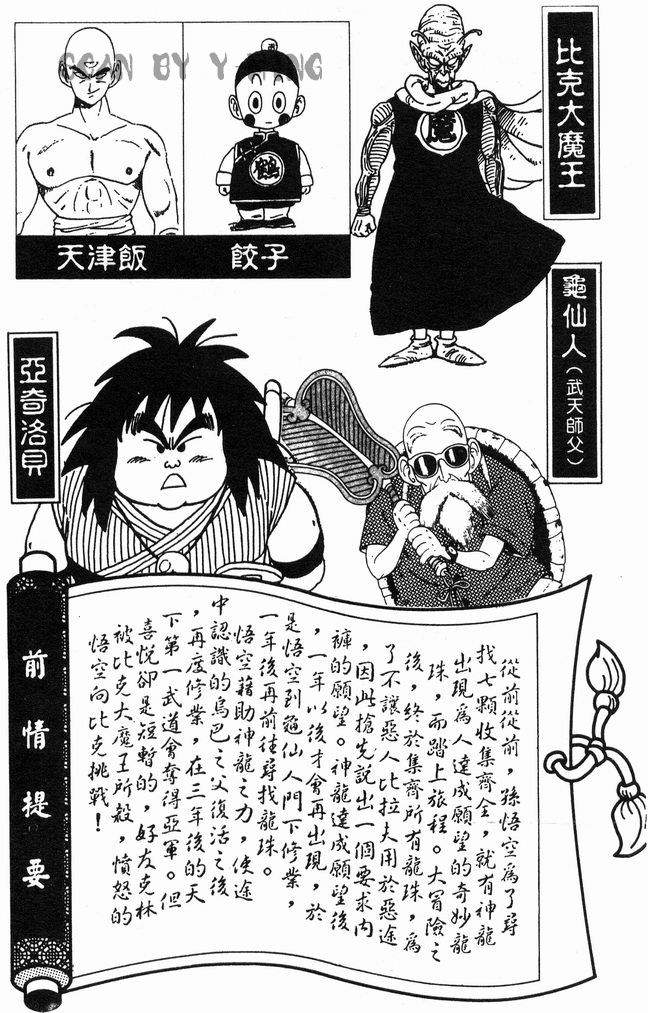 SCAN BY
比克大魔王
魔
天津飯
餃子
鶴
龜仙人（武天師父）
亞奇洛貝
前情提要
從前從前，孫悟空爲了尋
找七顆收集齊全，就有神龍
出現爲人達成願望的奇妙龍
珠，而踏上旅程。大冒險之
後，終於集齊所有龍珠，爲
了不讓惡人比拉夫用於惡途
，因此搶先說出一個要求內
褲的願望。神龍達成願望後
，一年以後才會再出現，於
是悟空到龜仙人門下修業，
一年後再前往尋找龍珠。
悟空藉助神龍之力，使途
中認識的烏巴之父復活之後
，再度修業，在三年後的天
下第一武道會奪得亞軍。但
喜悅卻是短暫的，好友克林
被比克大魔王所殺，憤怒的
悟空向比克挑戰！